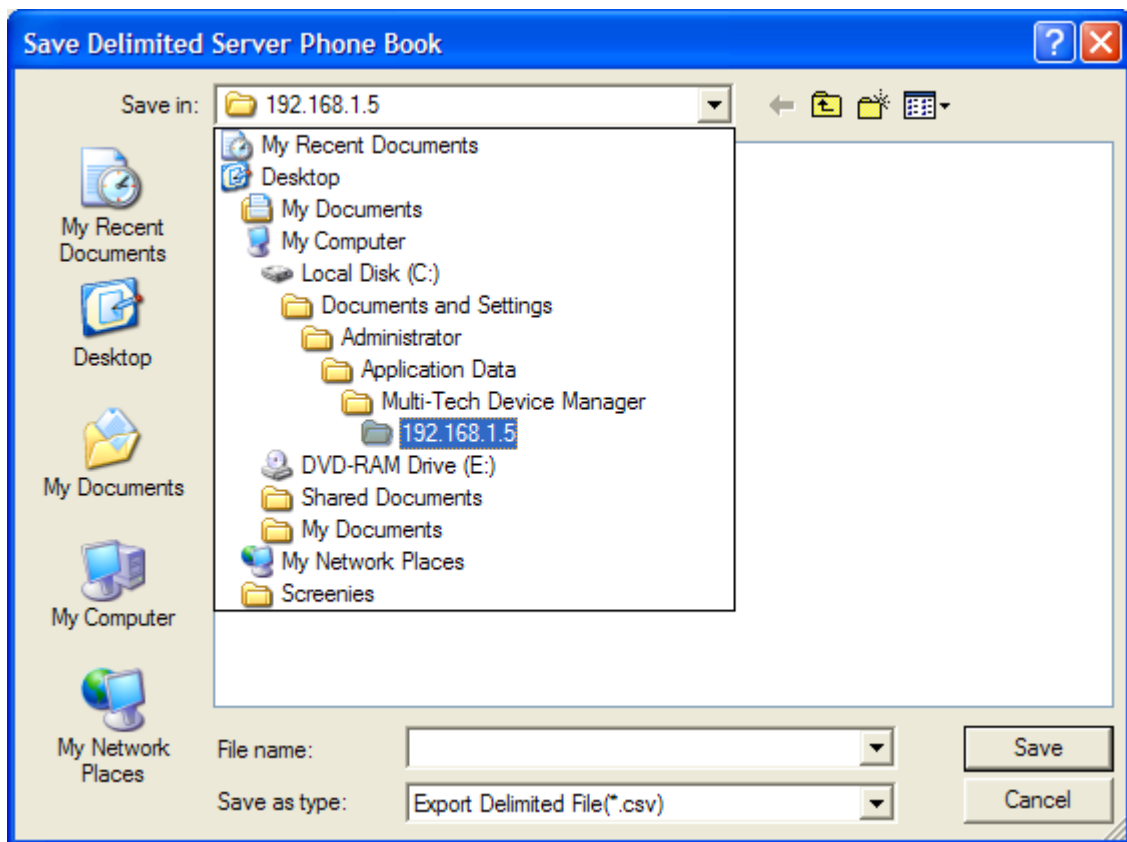 Save Delimited Server Phone Book
Save in:
192.168.1.5
My Recent Documents
Desktop
My Documents
My Computer
Local Disk (C:)
Documents and Settings
Administrator
Application Data
Multi-Tech Device Manager
192.168.1.5
DVD-RAM Drive (E:)
Shared Documents
My Documents
My Network Places
Screenies
My Recent
Documents
Desktop
My Documents
My Computer
My Network
Places
File name:
Save
Save as type:
Export Delimited File(*.csv)
Cancel